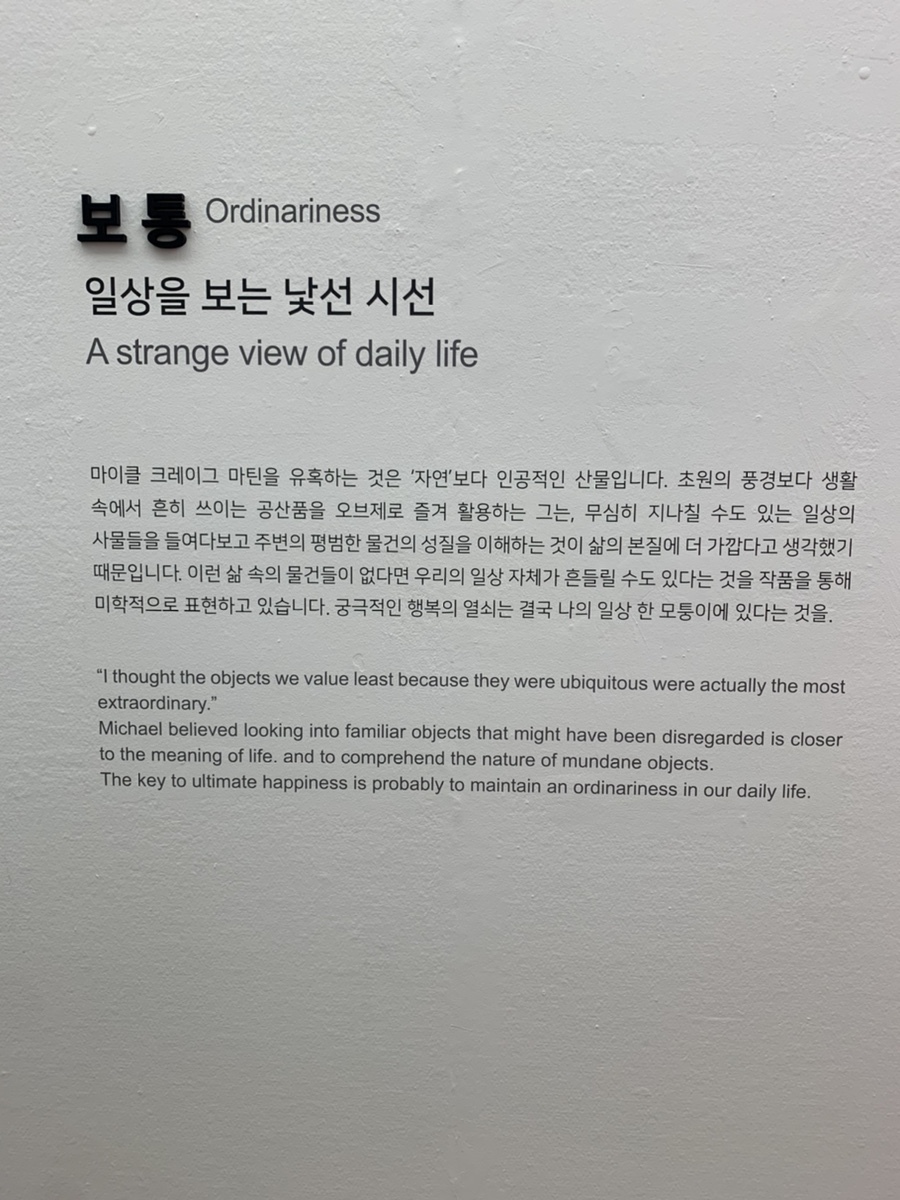 보통 Ordinariness
일상을 보는 낯선 시선
A strange view of daily life
마이클 크레이그 마틴을 유혹하는 것은 ‘자연’보다 인공적인 산물입니다. 초원의 풍경보다 생활
속에서 흔히 쓰이는 공산품을 오브제로 즐겨 활용하는 그는, 무심히 지나칠 수도 있는 일상의
사물들을 들여다보고 주변의 평범한 물건의 성질을 이해하는 것이 삶의 본질에 더 가깝다고 생각했기
때문입니다. 이런 삶 속의 물건들이 없다면 우리의 일상 자체가 흔들릴 수도 있다는 것을 작품을 통해
미학적으로 표현하고 있습니다. 궁극적인 행복의 열쇠는 결국 나의 일상 한 모퉁이에 있다는 것을.
“I thought the objects we value least because they were ubiquitous were actually the most
extraordinary.”
Michael believed looking into familiar objects that might have been disregarded is closer
to the meaning of life. and to comprehend the nature of mundane objects.
The key to ultimate happiness is probably to maintain an ordinariness in our daily life.